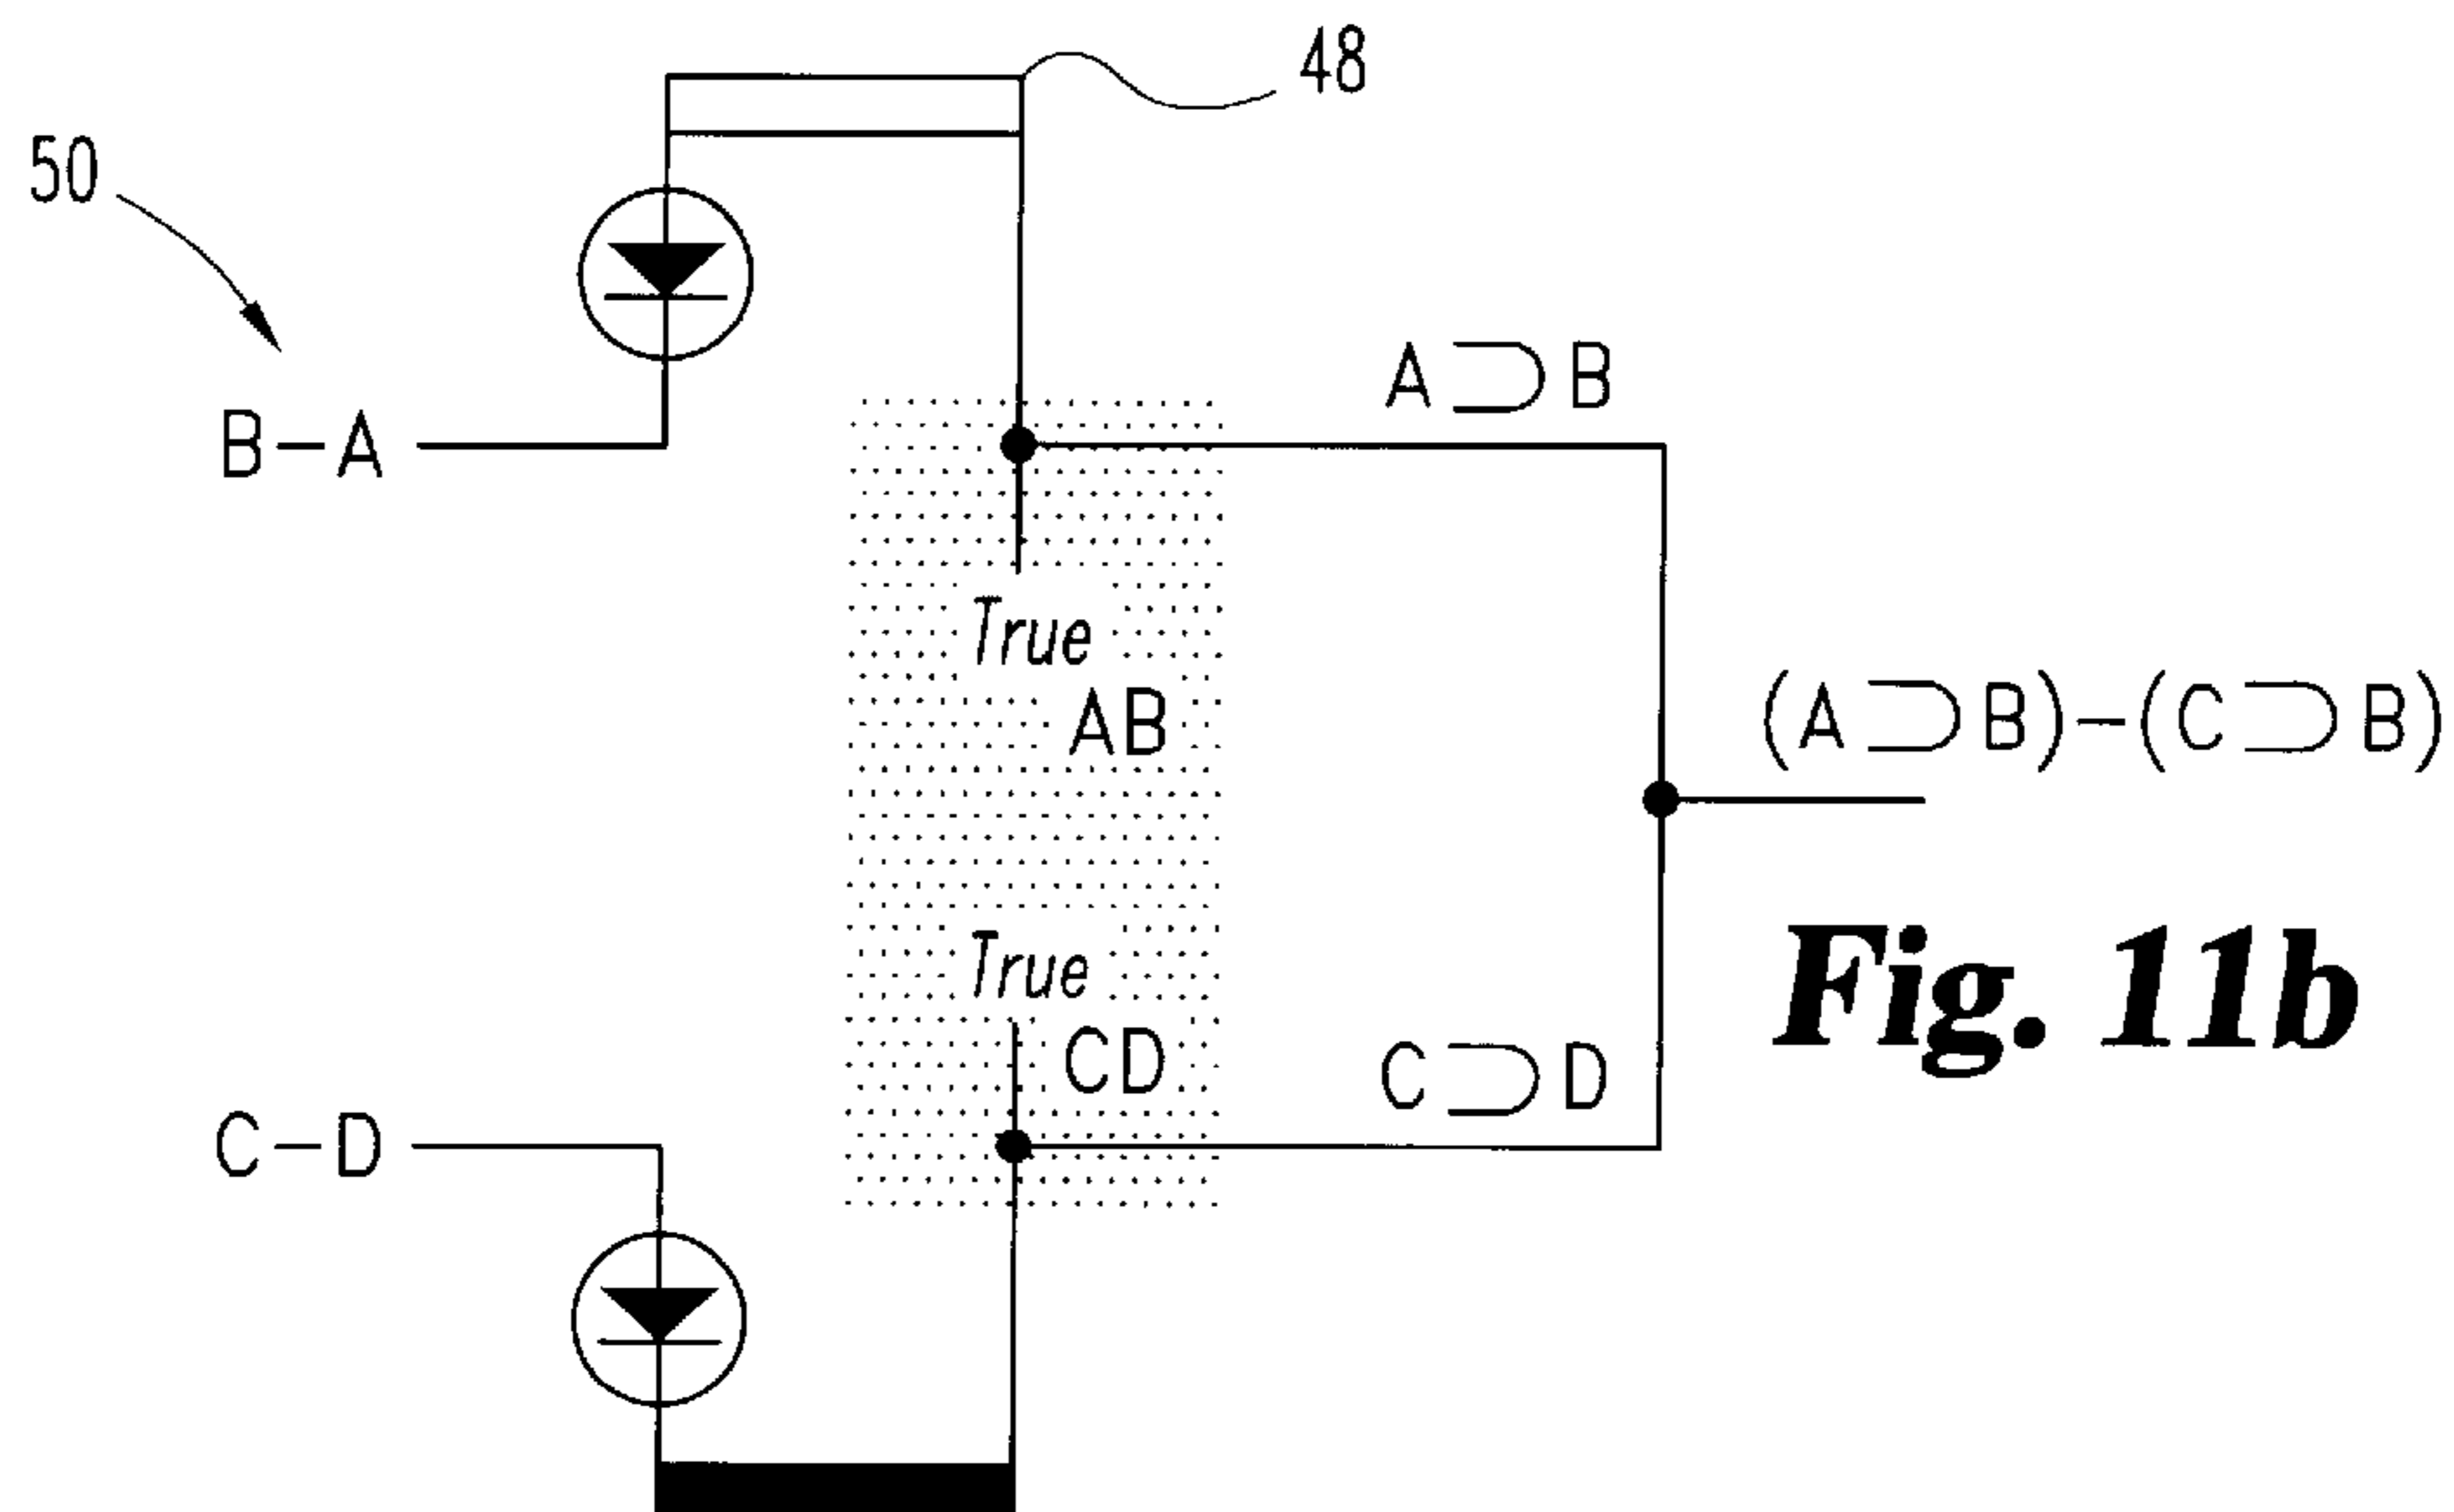 48
50
A⊃B
B–A
True
AB
(A⊃B)–(C⊃B)
True
Fig. 11b
CD
C⊃D
C–D